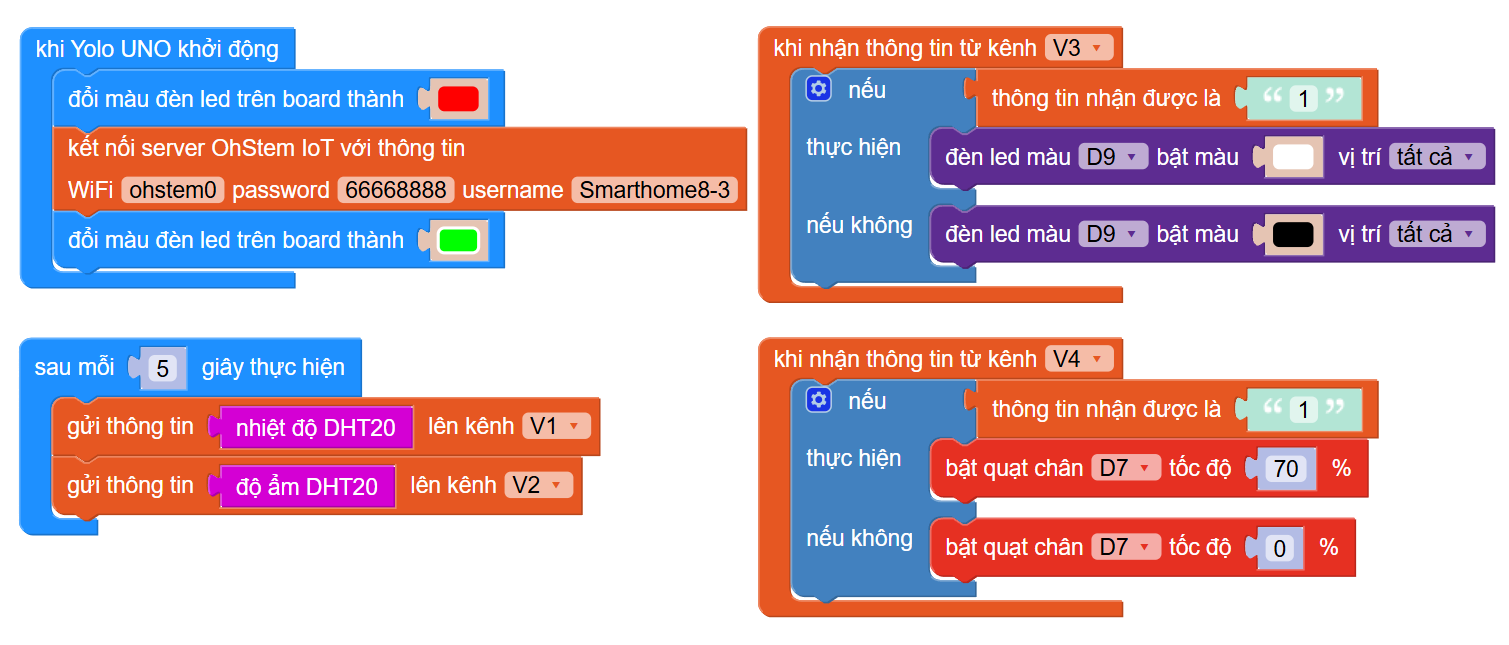 khi Yolo UNO khởi động
đổi màu đèn led trên board thành
kết nối server OhStem IoT với thông tin
WiFi ohstem0 password 66668888 username Smarthome8-3
đổi màu đèn led trên board thành
sau mỗi 5 giây thực hiện
gửi thông tin nhiệt độ DHT20 lên kênh V1
gửi thông tin độ ẩm DHT20 lên kênh V2
khi nhận thông tin từ kênh V3
nếu thông tin nhận được là “ 1 ”
thực hiện đèn led màu D9 bật màu vị trí tất cả
nếu không đèn led màu D9 bật màu vị trí tất cả
khi nhận thông tin từ kênh V4
nếu thông tin nhận được là “ 1 ”
thực hiện bật quạt chân D7 tốc độ 70 %
nếu không bật quạt chân D7 tốc độ 0 %